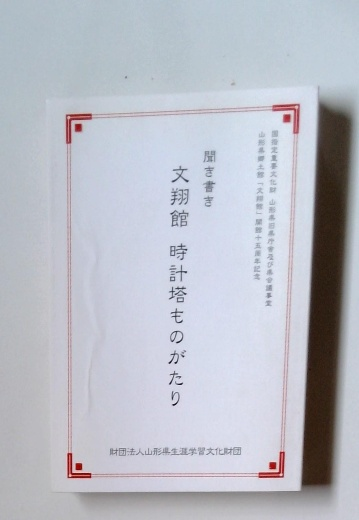 国指定重要文化財 山形県旧県庁舎及び県会議事堂
山形県郷土館「文翔館」開館十五周年記念
聞き書き
文翔館 時計塔ものがたり
財団法人山形県生涯学習文化財団